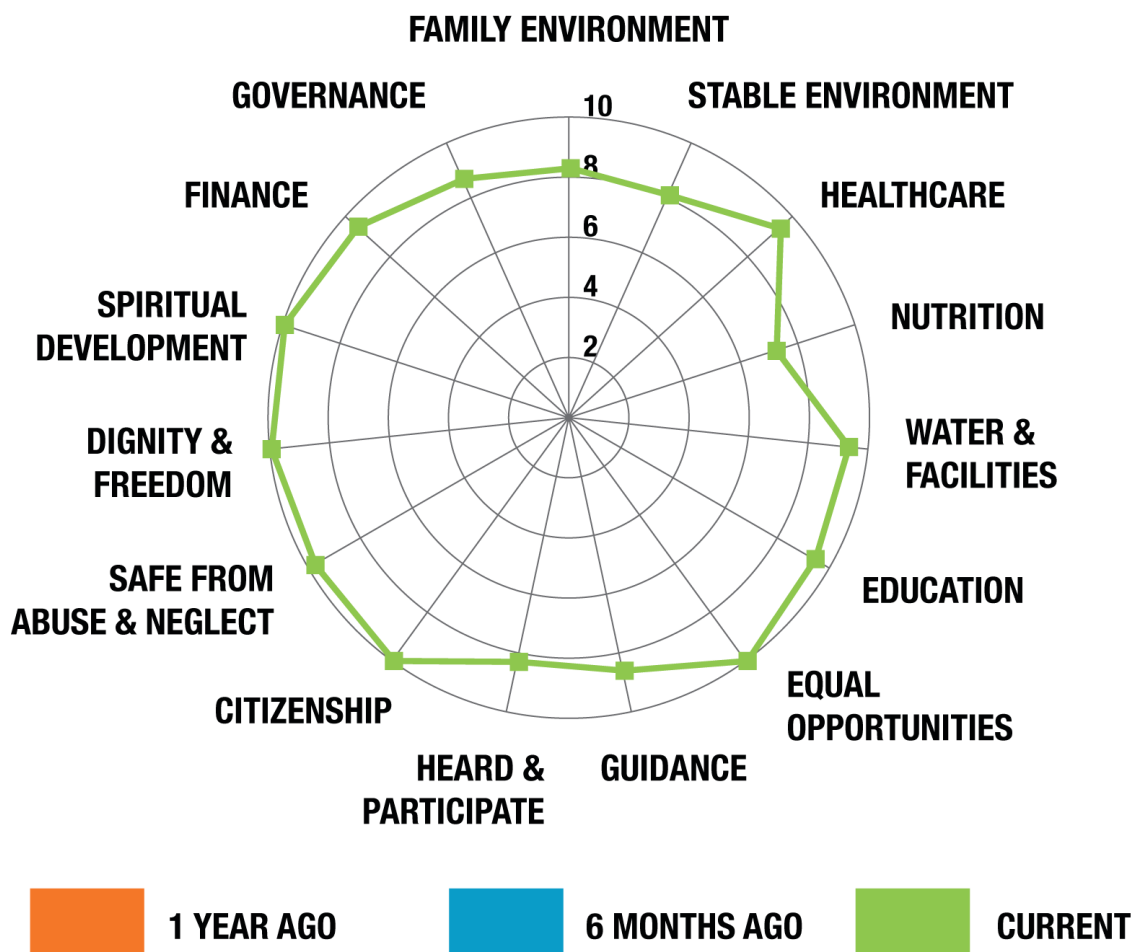 FAMILY ENVIRONMENT
GOVERNANCE
STABLE ENVIRONMENT
10
8
FINANCE
HEALTHCARE
6
4
SPIRITUAL
DEVELOPMENT
NUTRITION
2
DIGNITY &
FREEDOM
WATER &
FACILITIES
SAFE FROM
ABUSE & NEGLECT
EDUCATION
CITIZENSHIP
EQUAL
OPPORTUNITIES
HEARD &
PARTICIPATE
GUIDANCE
1 YEAR AGO
6 MONTHS AGO
CURRENT